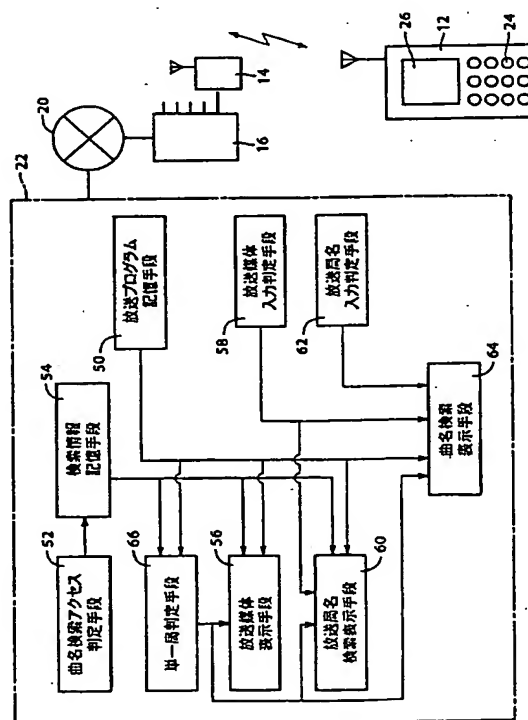 22
20
16
14
12
26
24
52
曲名検索アクセス
判定手段
54
検索情報
記憶手段
50
放送プログラム
記憶手段
66
単一局判定手段
56
放送媒体
表示手段
58
放送媒体
入力判定手段
60
放送局名
検索表示手段
62
放送局名
入力判定手段
64
曲名検索
表示手段